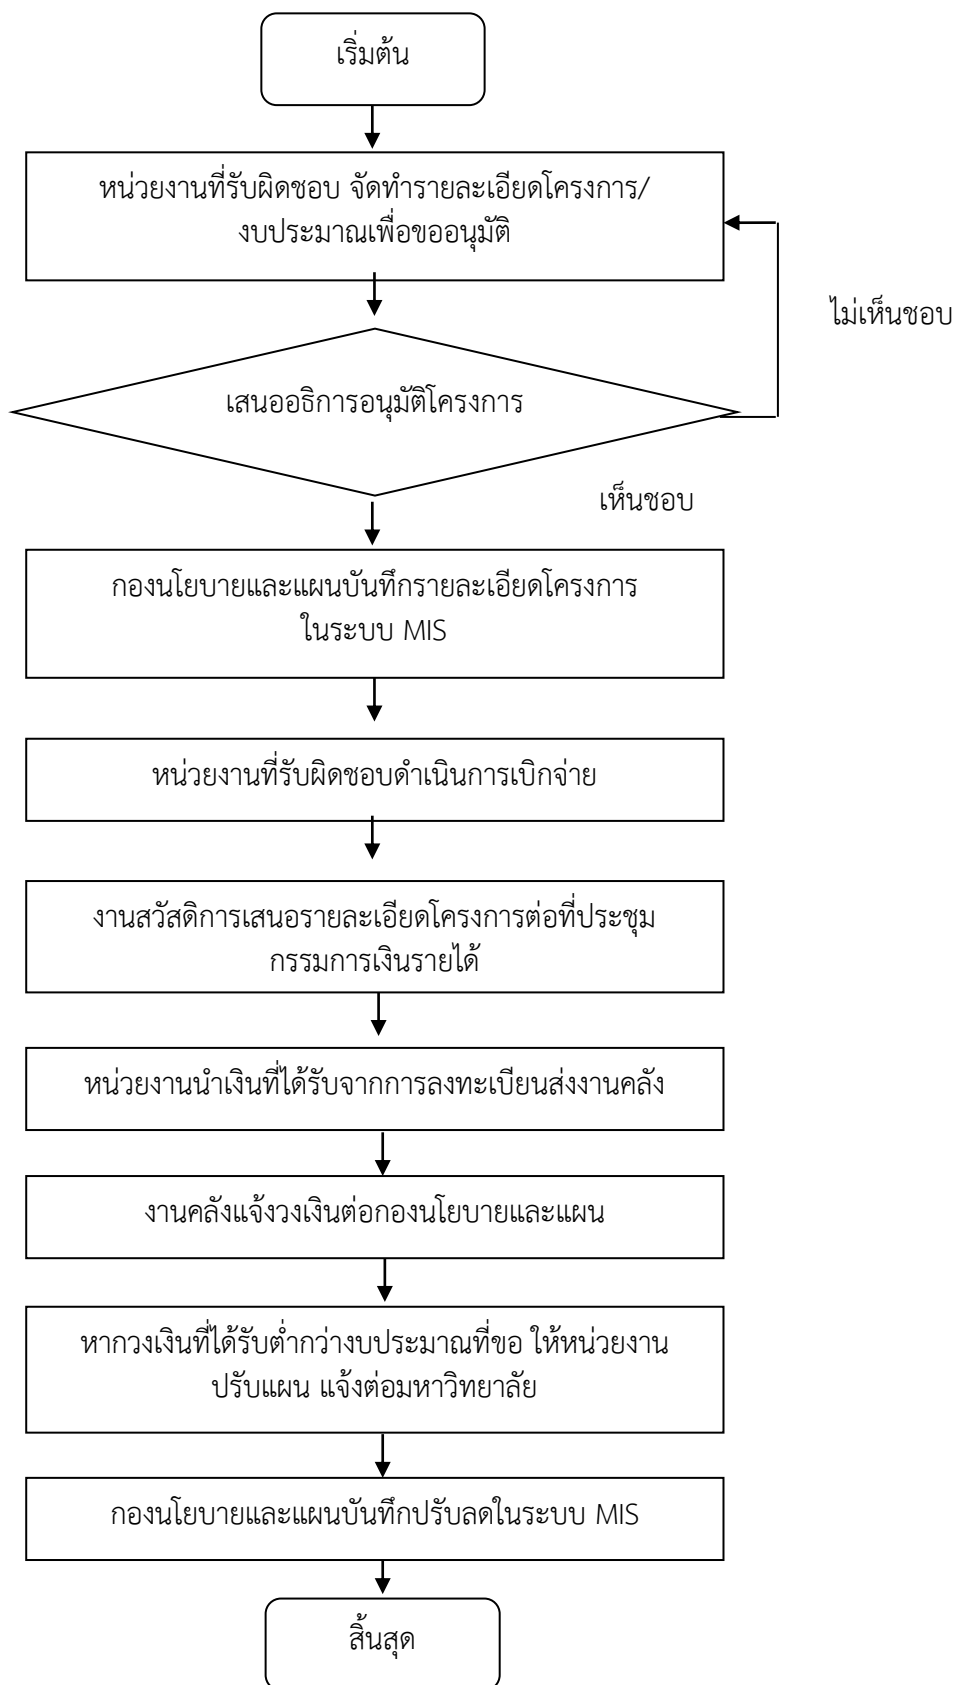 เริ่มต้น
หน่วยงานที่รับผิดชอบ จัดทำรายละเอียดโครงการ/
งบประมาณเพื่อขออนุมัติ
ไม่เห็นชอบ
เสนออธิการอนุมัติโครงการ
เห็นชอบ
กองนโยบายและแผนบันทึกรายละเอียดโครงการ
ในระบบ MIS
หน่วยงานที่รับผิดชอบดำเนินการเบิกจ่าย
งานสวัสดิการเสนอรายละเอียดโครงการต่อที่ประชุม
กรรมการเงินรายได้
หน่วยงานนำเงินที่ได้รับจากการลงทะเบียนส่งงานคลัง
งานคลังแจ้งวงเงินต่อกองนโยบายและแผน
หากวงเงินที่ได้รับต่ำกว่างบประมาณที่ขอ ให้หน่วยงาน
ปรับแผน แจ้งต่อมหาวิทยาลัย
กองนโยบายและแผนบันทึกปรับลดในระบบ MIS
สิ้นสุด